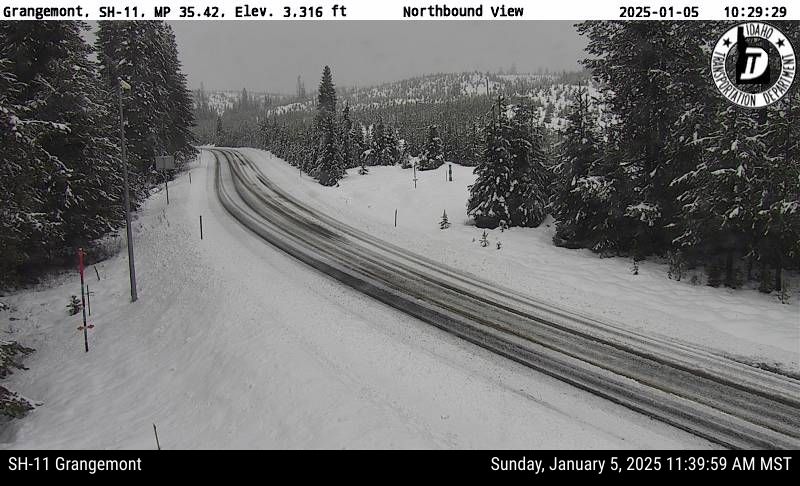 Grangemont, SH-11, MP 35.42, Elev. 3,316 ft Northbound View 2025-01-05 10:29:29
IDAHO
TRANSPORTATION DEPARTMENT
SH-11 Grangemont Sunday, January 5, 2025 11:39:59 AM MST